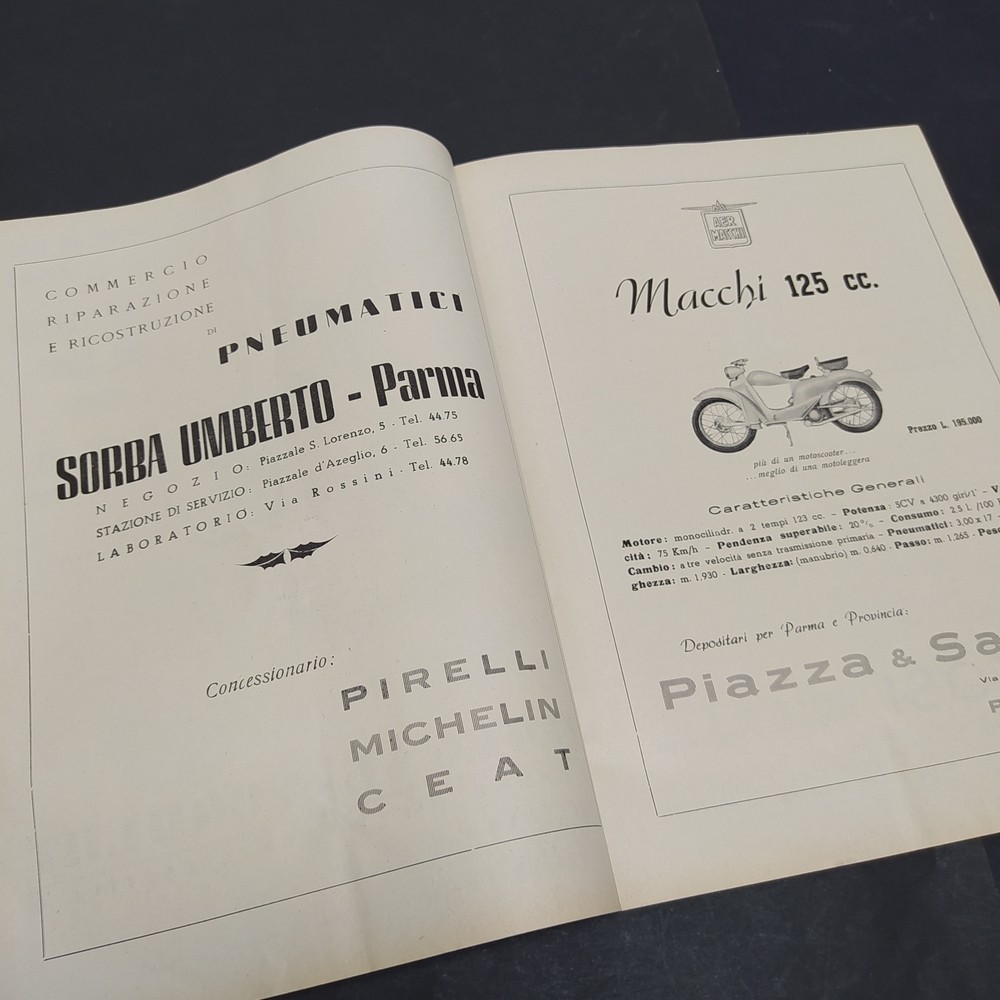 COMMERCIO
RIPARAZIONE
E RICOSTRUZIONE
DI
PNEUMATICI
SORBA UMBERTO - Parma
NEGOZIO: Piazzale S. Lorenzo, 5 - Tel. 44.75
STAZIONE DI SERVIZIO: Piazzale d'Azeglio, 6 - Tel. 56.65
LABORATORIO: Via Rossini - Tel. 44.78
Concessionario:
PIRELLI
MICHELIN
CEAT
AER
MACCHI
Macchi 125 cc.
Prezzo L. 195.000
più di un motoscooter...
...meglio di una motoleggera
Caratteristiche Generali
Motore: monocilindr. a 2 tempi 123 cc. - Potenza: 5CV a 4300 giri/1' - V
cità: 75 Km/h - Pendenza superabile: 20% - Consumo: 2.5 L./100
Cambio: a tre velocità senza trasmissione primaria - Pneumatici: 3,00 x 17 -
ghezza: m. 1.930 - Larghezza: (manubrio) m. 0.640 - Passo: m. 1.265 - Peso
Depositari per Parma e Provincia:
Piazza & Sa
Via
P